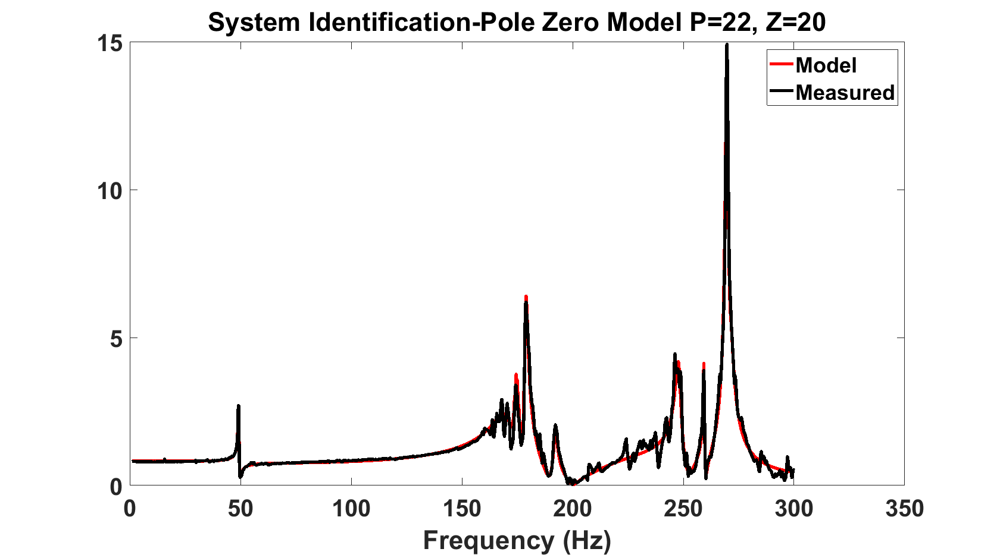 System Identification-Pole Zero Model P=22, Z=20
15
Model
Measured
10
5
0
0 50 100 150 200 250 300 350
Frequency (Hz)